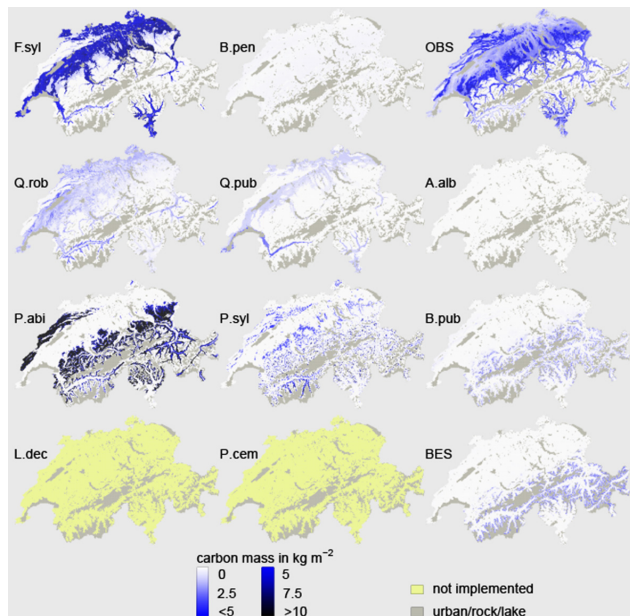 F.syl B.pen OBS
Q.rob Q.pub A.alb
P.abi P.syl B.pub
L.dec P.cem BES
carbon mass in kg m⁻²
0 5 not implemented
2.5 7.5
<5 >10 urban/rock/lake